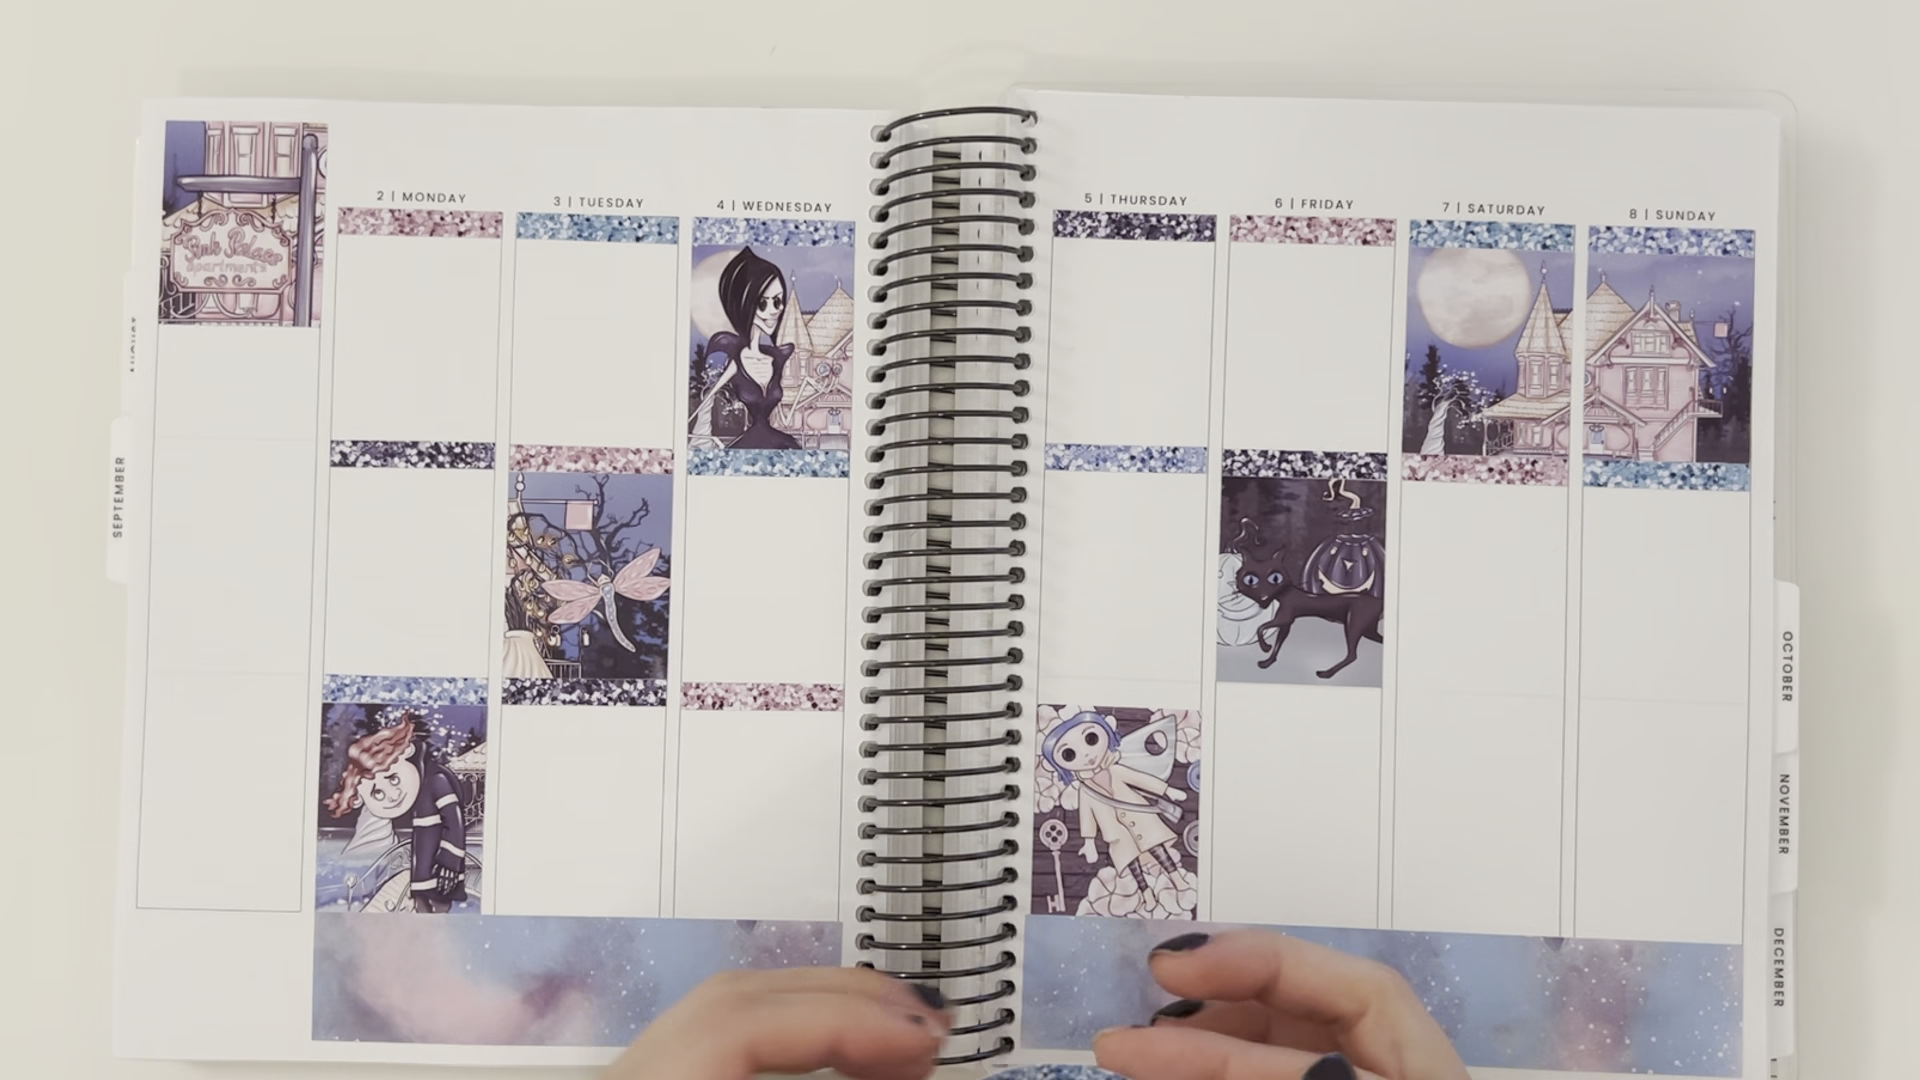 Pink Palace
apartments
2 | MONDAY
3 | TUESDAY
4 | WEDNESDAY
5 | THURSDAY
6 | FRIDAY
7 | SATURDAY
8 | SUNDAY
AUGUST
SEPTEMBER
OCTOBER
NOVEMBER
DECEMBER